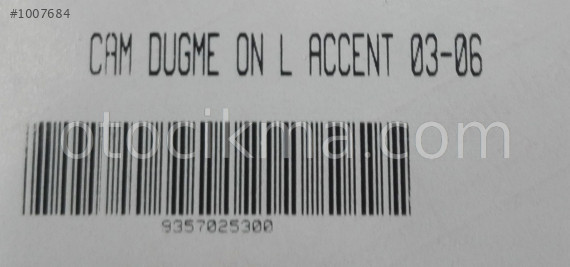 #1007684
CAM DUGME ON L ACCENT 03-06
otocikma.com
9357025300